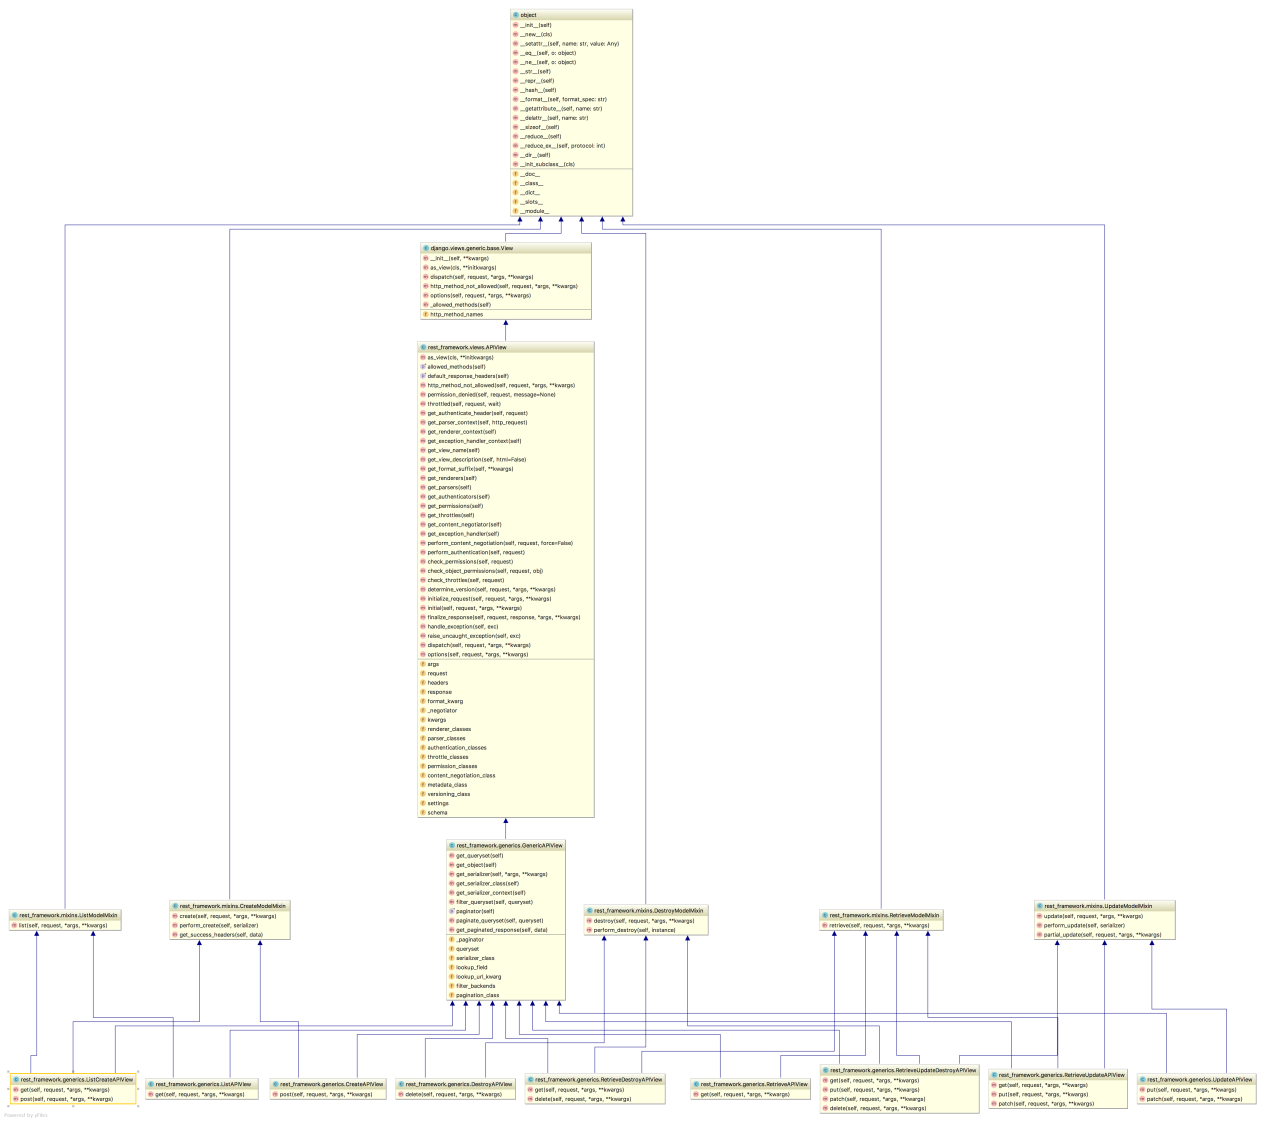 object
__init__(self)
__new__(cls)
__setattr__(self, name: str, value: Any)
__eq__(self, o: object)
__ne__(self, o: object)
__str__(self)
__repr__(self)
__hash__(self)
__format__(self, format_spec: str)
__getattribute__(self, name: str)
__delattr__(self, name: str)
__sizeof__(self)
__reduce__(self)
__reduce_ex__(self, protocol: int)
__dir__(self)
__init_subclass__(cls)
__doc__
__class__
__dict__
__slots__
__module__
django.views.generic.base.View
__init__(self, **kwargs)
as_view(cls, **initkwargs)
dispatch(self, request, *args, **kwargs)
http_method_not_allowed(self, request, *args, **kwargs)
options(self, request, *args, **kwargs)
_allowed_methods(self)
http_method_names
rest_framework.views.APIView
as_view(cls, **initkwargs)
allowed_methods(self)
default_response_headers(self)
http_method_not_allowed(self, request, *args, **kwargs)
permission_denied(self, request, message=None)
throttled(self, request, wait)
get_authenticate_header(self, request)
get_parser_context(self, http_request)
get_renderer_context(self)
get_exception_handler_context(self)
get_view_name(self)
get_view_description(self, html=False)
get_format_suffix(self, **kwargs)
get_renderers(self)
get_parsers(self)
get_authenticators(self)
get_permissions(self)
get_throttles(self)
get_content_negotiator(self)
get_exception_handler(self)
perform_content_negotiation(self, request, force=False)
perform_authentication(self, request)
check_permissions(self, request)
check_object_permissions(self, request, obj)
check_throttles(self, request)
determine_version(self, request, *args, **kwargs)
initialize_request(self, request, *args, **kwargs)
initial(self, request, *args, **kwargs)
finalize_response(self, request, response, *args, **kwargs)
handle_exception(self, exc)
raise_uncaught_exception(self, exc)
dispatch(self, request, *args, **kwargs)
options(self, request, *args, **kwargs)
args
request
headers
response
format_kwarg
_negotiator
kwargs
renderer_classes
parser_classes
authentication_classes
throttle_classes
permission_classes
content_negotiation_class
metadata_class
versioning_class
settings
schema
rest_framework.generics.GenericAPIView
get_queryset(self)
get_object(self)
get_serializer(self, *args, **kwargs)
get_serializer_class(self)
get_serializer_context(self)
filter_queryset(self, queryset)
paginator(self)
paginate_queryset(self, queryset)
get_paginated_response(self, data)
_paginator
queryset
serializer_class
lookup_field
lookup_url_kwarg
filter_backends
pagination_class
rest_framework.mixins.ListModelMixin
list(self, request, *args, **kwargs)
rest_framework.mixins.CreateModelMixin
create(self, request, *args, **kwargs)
perform_create(self, serializer)
get_success_headers(self, data)
rest_framework.mixins.DestroyModelMixin
destroy(self, request, *args, **kwargs)
perform_destroy(self, instance)
rest_framework.mixins.RetrieveModelMixin
retrieve(self, request, *args, **kwargs)
rest_framework.mixins.UpdateModelMixin
update(self, request, *args, **kwargs)
perform_update(self, serializer)
partial_update(self, request, *args, **kwargs)
rest_framework.generics.ListCreateAPIView
get(self, request, *args, **kwargs)
post(self, request, *args, **kwargs)
rest_framework.generics.ListAPIView
get(self, request, *args, **kwargs)
rest_framework.generics.CreateAPIView
post(self, request, *args, **kwargs)
rest_framework.generics.DestroyAPIView
delete(self, request, *args, **kwargs)
rest_framework.generics.RetrieveDestroyAPIView
get(self, request, *args, **kwargs)
delete(self, request, *args, **kwargs)
rest_framework.generics.RetrieveAPIView
get(self, request, *args, **kwargs)
rest_framework.generics.RetrieveUpdateDestroyAPIView
get(self, request, *args, **kwargs)
put(self, request, *args, **kwargs)
patch(self, request, *args, **kwargs)
delete(self, request, *args, **kwargs)
rest_framework.generics.RetrieveUpdateAPIView
get(self, request, *args, **kwargs)
put(self, request, *args, **kwargs)
patch(self, request, *args, **kwargs)
rest_framework.generics.UpdateAPIView
put(self, request, *args, **kwargs)
patch(self, request, *args, **kwargs)
Powered by yFiles